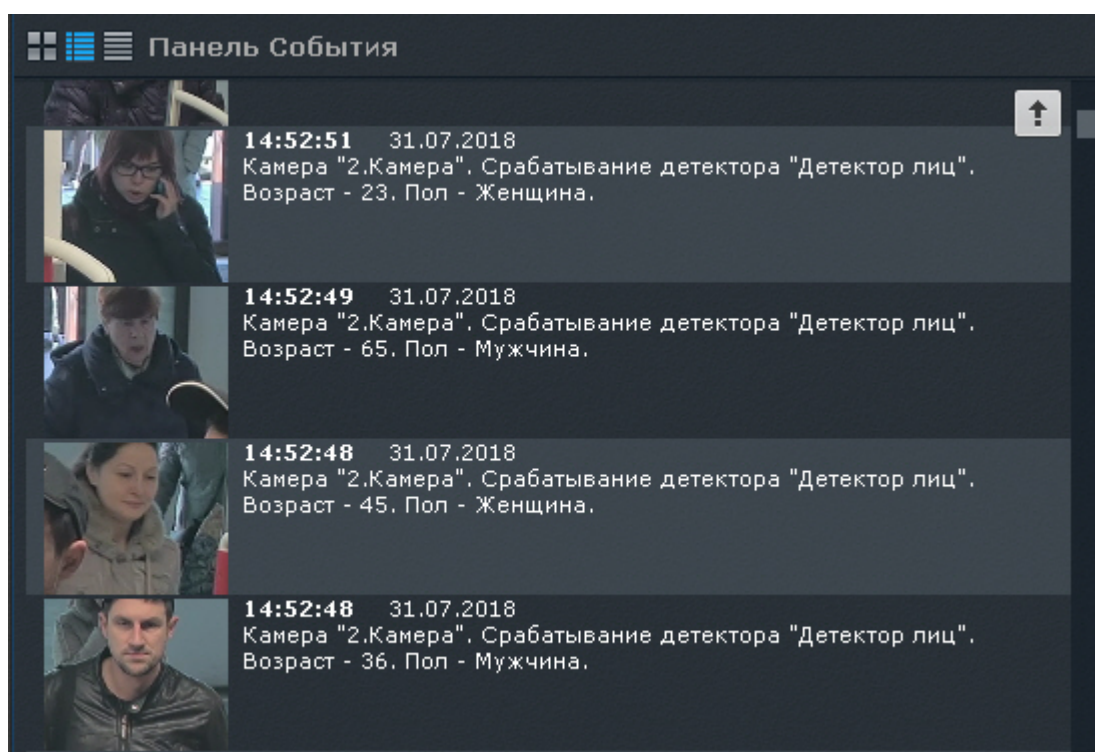 Панель События
14:52:51 31.07.2018
Камера "2.Камера". Срабатывание детектора "Детектор лиц".
Возраст - 23. Пол - Женщина.
14:52:49 31.07.2018
Камера "2.Камера". Срабатывание детектора "Детектор лиц".
Возраст - 65. Пол - Мужчина.
14:52:48 31.07.2018
Камера "2.Камера". Срабатывание детектора "Детектор лиц".
Возраст - 45. Пол - Женщина.
14:52:48 31.07.2018
Камера "2.Камера". Срабатывание детектора "Детектор лиц".
Возраст - 36. Пол - Мужчина.